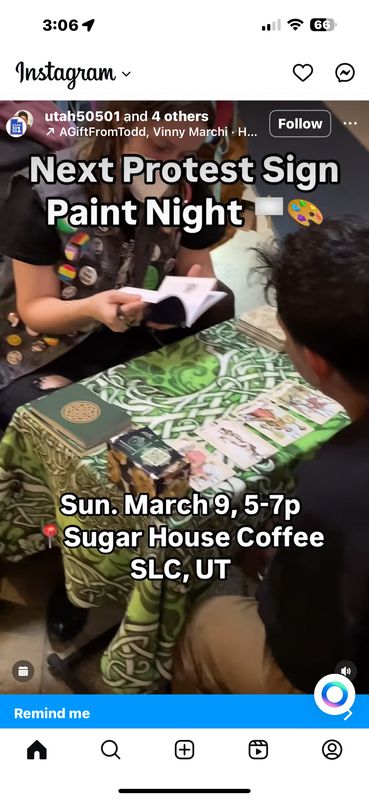 3:06
66
Instagram
utah50501 and 4 others
AGiftFromTodd, Vinny Marchi · H...
Follow
Next Protest Sign
Paint Night
Sun. March 9, 5-7p
Sugar House Coffee
SLC, UT
Remind me